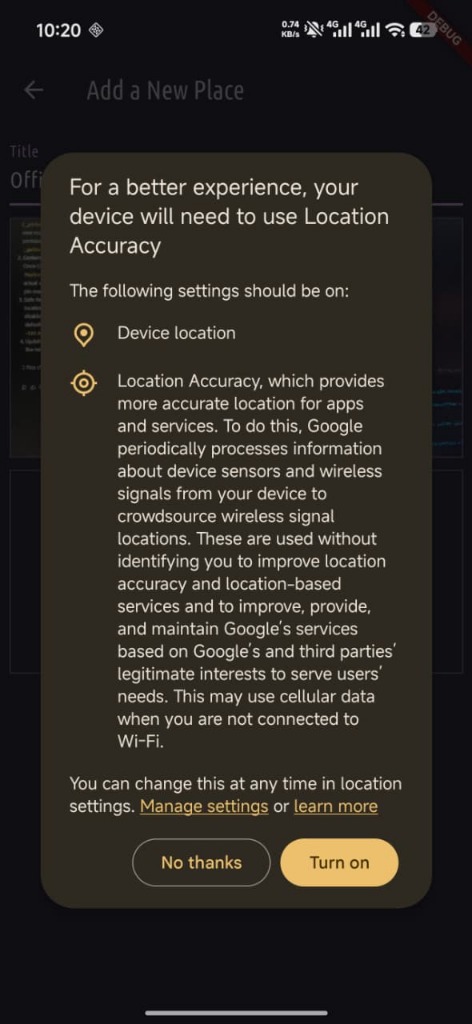 10:20
0.74
KB/s
4G
4G
42
DEBUG
Add a New Place
Title
Offi
For a better experience, your
device will need to use Location
Accuracy
The following settings should be on:
Device location
Location Accuracy, which provides
more accurate location for apps
and services. To do this, Google
periodically processes information
about device sensors and wireless
signals from your device to
crowdsource wireless signal
locations. These are used without
identifying you to improve location
accuracy and location-based
services and to improve, provide,
and maintain Google's services
based on Google's and third parties'
legitimate interests to serve users'
needs. This may use cellular data
when you are not connected to
Wi-Fi.
You can change this at any time in location
settings. Manage settings or learn more
No thanks
Turn on